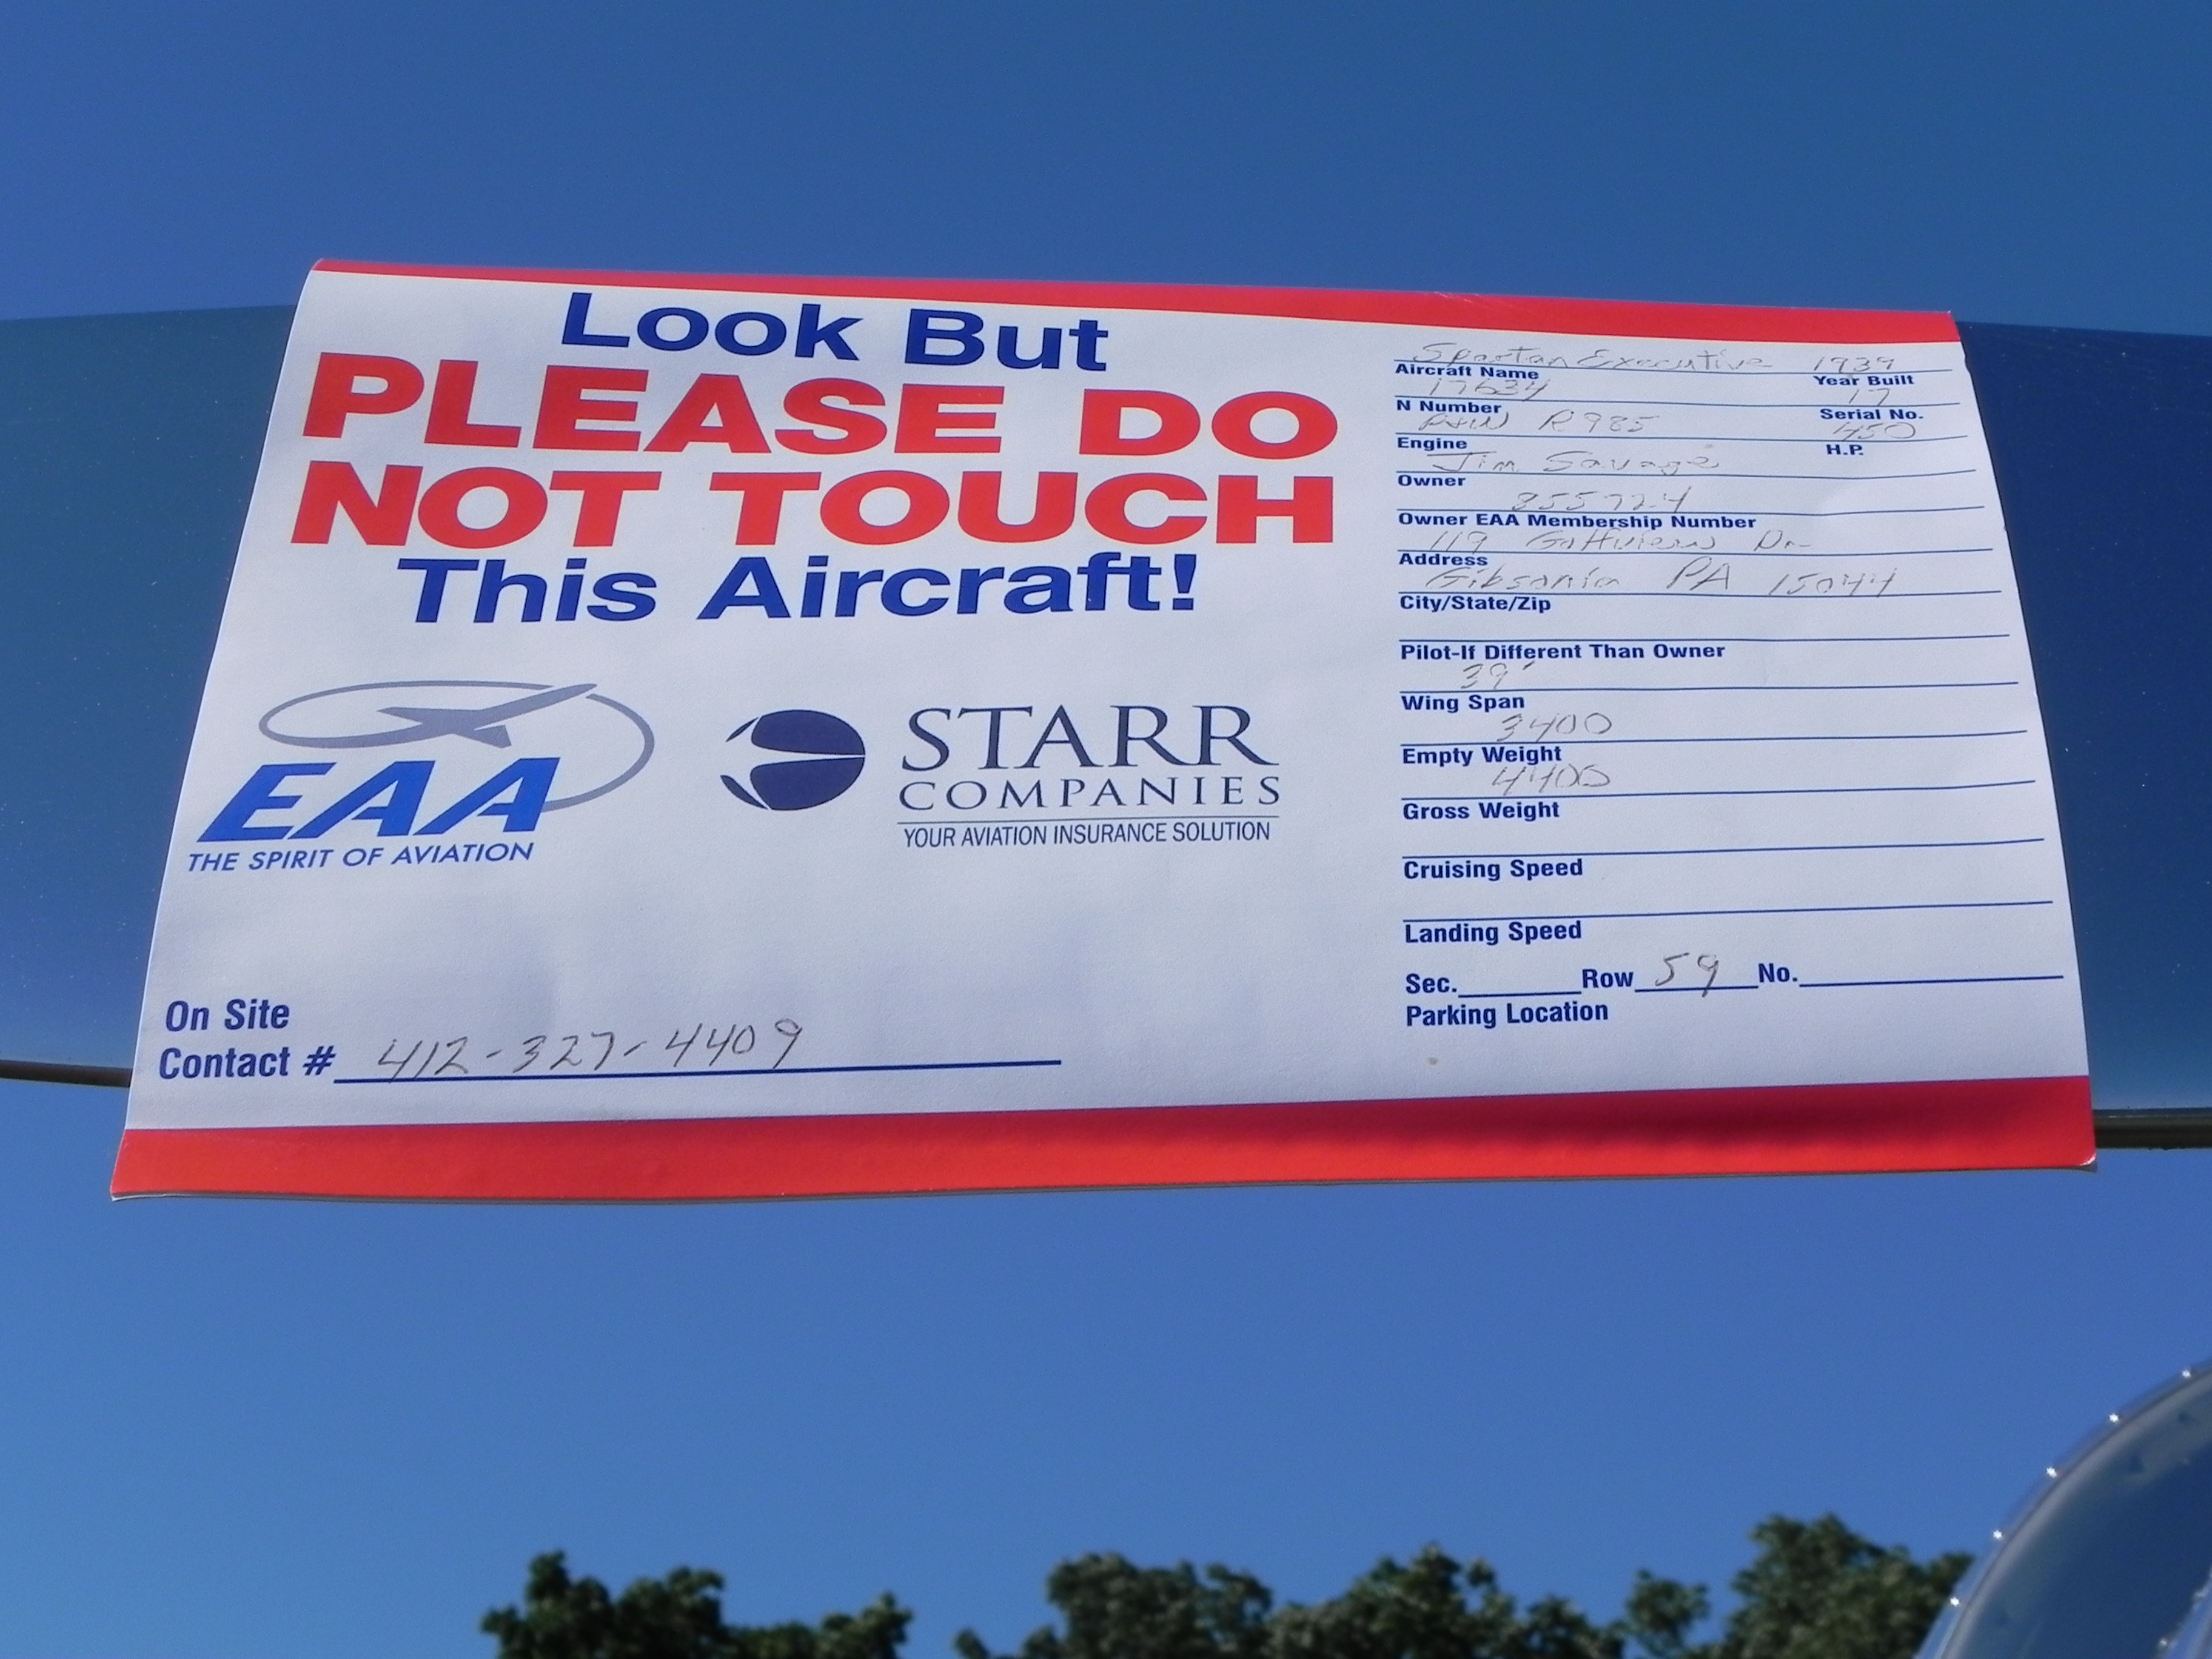 Look But
PLEASE DO
NOT TOUCH
This Aircraft!
EAA
THE SPIRIT OF AVIATION
STARR
COMPANIES
YOUR AVIATION INSURANCE SOLUTION
On Site
Contact # 412-327-4409
Spartan Executive 1939
Aircraft Name Year Built
17634 17
N Number Serial No.
P&W R985 450
Engine H.P.
Jim Savage
Owner
855724
Owner EAA Membership Number
119 Golfview Dr
Address
Gibsonia PA 15044
City/State/Zip
Pilot-If Different Than Owner
39'
Wing Span
3400
Empty Weight
4400
Gross Weight
Cruising Speed
Landing Speed
Sec. Row 59 No.
Parking Location